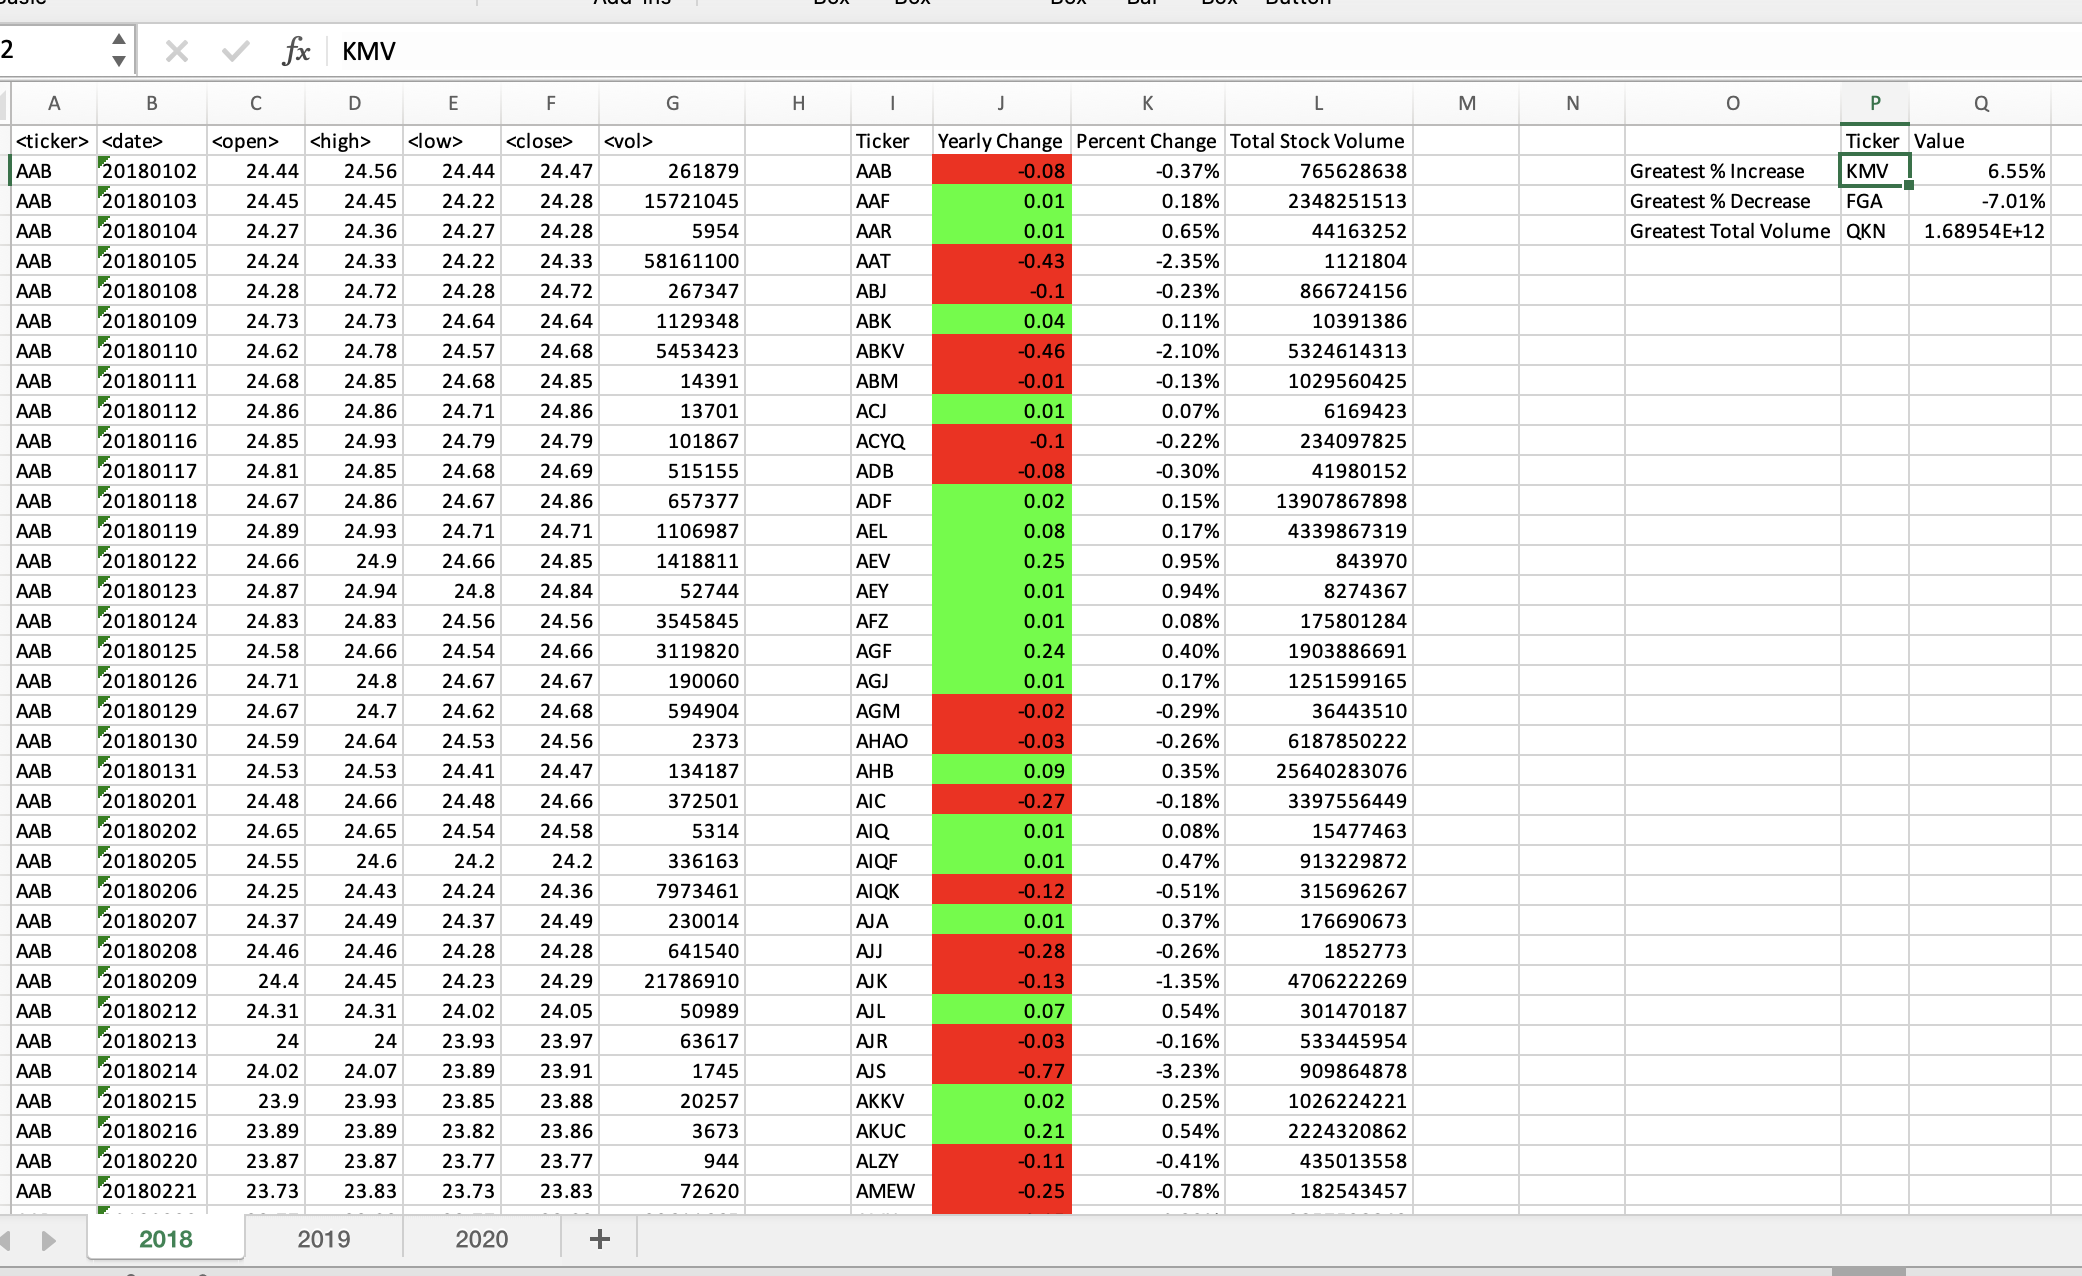 Add-Ins Box Box Box Bar Box Button
2 fx KMV
A B C D E F G H I J K L M N O P Q
<ticker> <date> <open> <high> <low> <close> <vol> Ticker Yearly Change Percent Change Total Stock Volume Ticker Value
AAB 20180102 24.44 24.56 24.44 24.47 261879 AAB -0.08 -0.37% 765628638 Greatest % Increase KMV 6.55%
AAB 20180103 24.45 24.45 24.22 24.28 15721045 AAF 0.01 0.18% 2348251513 Greatest % Decrease FGA -7.01%
AAB 20180104 24.27 24.36 24.27 24.28 5954 AAR 0.01 0.65% 44163252 Greatest Total Volume QKN 1.68954E+12
AAB 20180105 24.24 24.33 24.22 24.33 58161100 AAT -0.43 -2.35% 1121804
AAB 20180108 24.28 24.72 24.28 24.72 267347 ABJ -0.1 -0.23% 866724156
AAB 20180109 24.73 24.73 24.64 24.64 1129348 ABK 0.04 0.11% 10391386
AAB 20180110 24.62 24.78 24.57 24.68 5453423 ABKV -0.46 -2.10% 5324614313
AAB 20180111 24.68 24.85 24.68 24.85 14391 ABM -0.01 -0.13% 1029560425
AAB 20180112 24.86 24.86 24.71 24.86 13701 ACJ 0.01 0.07% 6169423
AAB 20180116 24.85 24.93 24.79 24.79 101867 ACYQ -0.1 -0.22% 234097825
AAB 20180117 24.81 24.85 24.68 24.69 515155 ADB -0.08 -0.30% 41980152
AAB 20180118 24.67 24.86 24.67 24.86 657377 ADF 0.02 0.15% 13907867898
AAB 20180119 24.89 24.93 24.71 24.71 1106987 AEL 0.08 0.17% 4339867319
AAB 20180122 24.66 24.9 24.66 24.85 1418811 AEV 0.25 0.95% 843970
AAB 20180123 24.87 24.94 24.8 24.84 52744 AEY 0.01 0.94% 8274367
AAB 20180124 24.83 24.83 24.56 24.56 3545845 AFZ 0.01 0.08% 175801284
AAB 20180125 24.58 24.66 24.54 24.66 3119820 AGF 0.24 0.40% 1903886691
AAB 20180126 24.71 24.8 24.67 24.67 190060 AGJ 0.01 0.17% 1251599165
AAB 20180129 24.67 24.7 24.62 24.68 594904 AGM -0.02 -0.29% 36443510
AAB 20180130 24.59 24.64 24.53 24.56 2373 AHAO -0.03 -0.26% 6187850222
AAB 20180131 24.53 24.53 24.41 24.47 134187 AHB 0.09 0.35% 25640283076
AAB 20180201 24.48 24.66 24.48 24.66 372501 AIC -0.27 -0.18% 3397556449
AAB 20180202 24.65 24.65 24.54 24.58 5314 AIQ 0.01 0.08% 15477463
AAB 20180205 24.55 24.6 24.2 24.2 336163 AIQF 0.01 0.47% 913229872
AAB 20180206 24.25 24.43 24.24 24.36 7973461 AIQK -0.12 -0.51% 315696267
AAB 20180207 24.37 24.49 24.37 24.49 230014 AJA 0.01 0.37% 176690673
AAB 20180208 24.46 24.46 24.28 24.28 641540 AJJ -0.28 -0.26% 1852773
AAB 20180209 24.4 24.45 24.23 24.29 21786910 AJK -0.13 -1.35% 4706222269
AAB 20180212 24.31 24.31 24.02 24.05 50989 AJL 0.07 0.54% 301470187
AAB 20180213 24 24 23.93 23.97 63617 AJR -0.03 -0.16% 533445954
AAB 20180214 24.02 24.07 23.89 23.91 1745 AJS -0.77 -3.23% 909864878
AAB 20180215 23.9 23.93 23.85 23.88 20257 AKKV 0.02 0.25% 1026224221
AAB 20180216 23.89 23.89 23.82 23.86 3673 AKUC 0.21 0.54% 2224320862
AAB 20180220 23.87 23.87 23.77 23.77 944 ALZY -0.11 -0.41% 435013558
AAB 20180221 23.73 23.83 23.73 23.83 72620 AMEW -0.25 -0.78% 182543457
2018 2019 2020 +